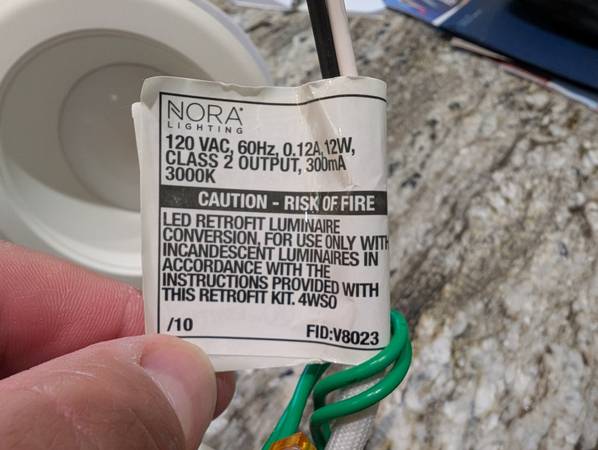 NORA
LIGHTING
120 VAC, 60Hz, 0.12A, 12W,
CLASS 2 OUTPUT, 300mA
3000K
CAUTION - RISK OF FIRE
LED RETROFIT LUMINAIRE
CONVERSION, FOR USE ONLY WITH
INCANDESCENT LUMINAIRES IN
ACCORDANCE WITH THE
INSTRUCTIONS PROVIDED WITH
THIS RETROFIT KIT. 4WS0
/10 FID:V8023